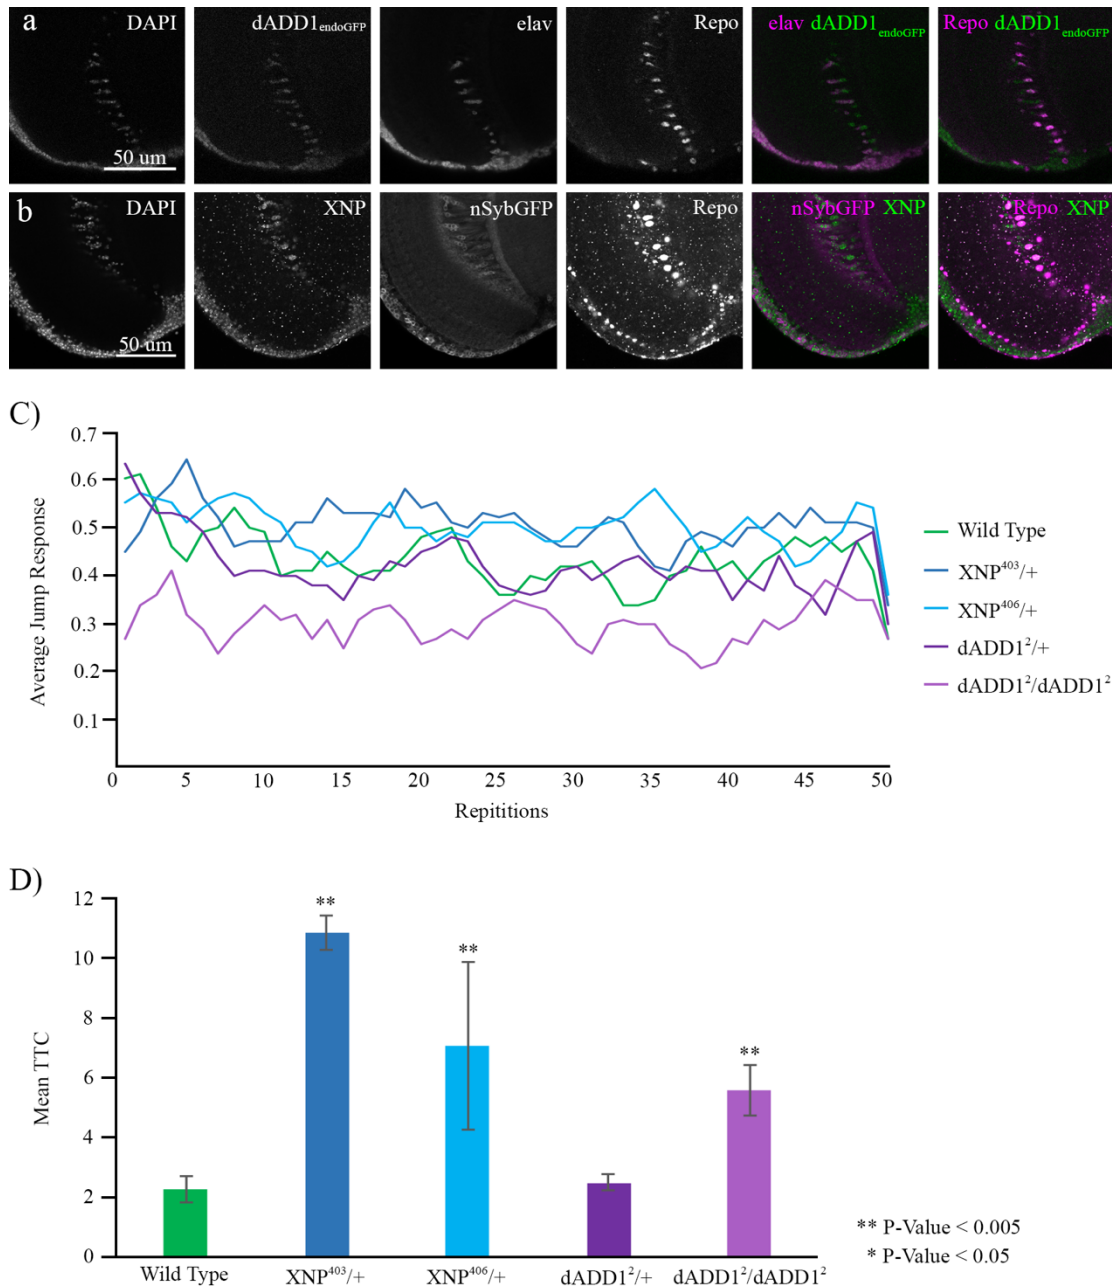 a
DAPI
dADD1endoGFP
elav
Repo
elav dADD1endoGFP
Repo dADD1endoGFP
50 um
b
DAPI
XNP
nSybGFP
Repo
nSybGFP XNP
Repo XNP
50 um
C)
Average Jump Response
0.7
0.6
0.5
0.4
0.3
0.2
0.1
0 5 10 15 20 25 30 35 40 45 50
Repititions
Wild Type
XNP⁴⁰³/+
XNP⁴⁰⁶/+
dADD1²/+
dADD1²/dADD1²
D)
Mean TTC
12
10
8
6
4
2
0
**
**
**
Wild Type XNP⁴⁰³/+ XNP⁴⁰⁶/+ dADD1²/+ dADD1²/dADD1²
** P-Value < 0.005
* P-Value < 0.05